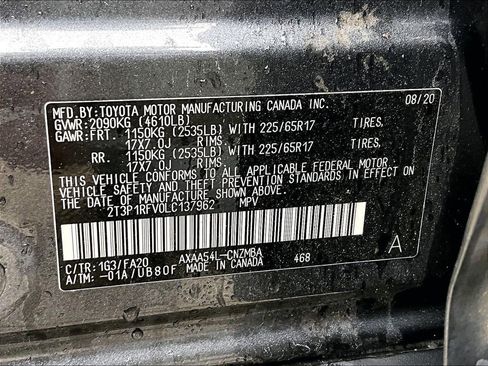 MFD.BY:TOYOTA MOTOR MANUFACTURING CANADA INC. 08/20
GVWR:2090KG (4610LB)
GAWR:FRT. 1150KG (2535LB) WITH 225/65R17 TIRES,
17X7.0J RIMS,
RR. 1150KG (2535LB) WITH 225/65R17 TIRES,
17X7.0J RIMS,
THIS VEHICLE CONFORMS TO ALL APPLICABLE FEDERAL MOTOR
VEHICLE SAFETY AND THEFT PREVENTION STANDARDS IN EFFECT ON
THE DATE OF MANUFACTURE SHOWN ABOVE.
2T3P1RFV0LC137962 MPV
C/TR: 1G3/FA20 AXAA54L-CNZMBA A
A/TM: -01A/UB80F MADE IN CANADA 468